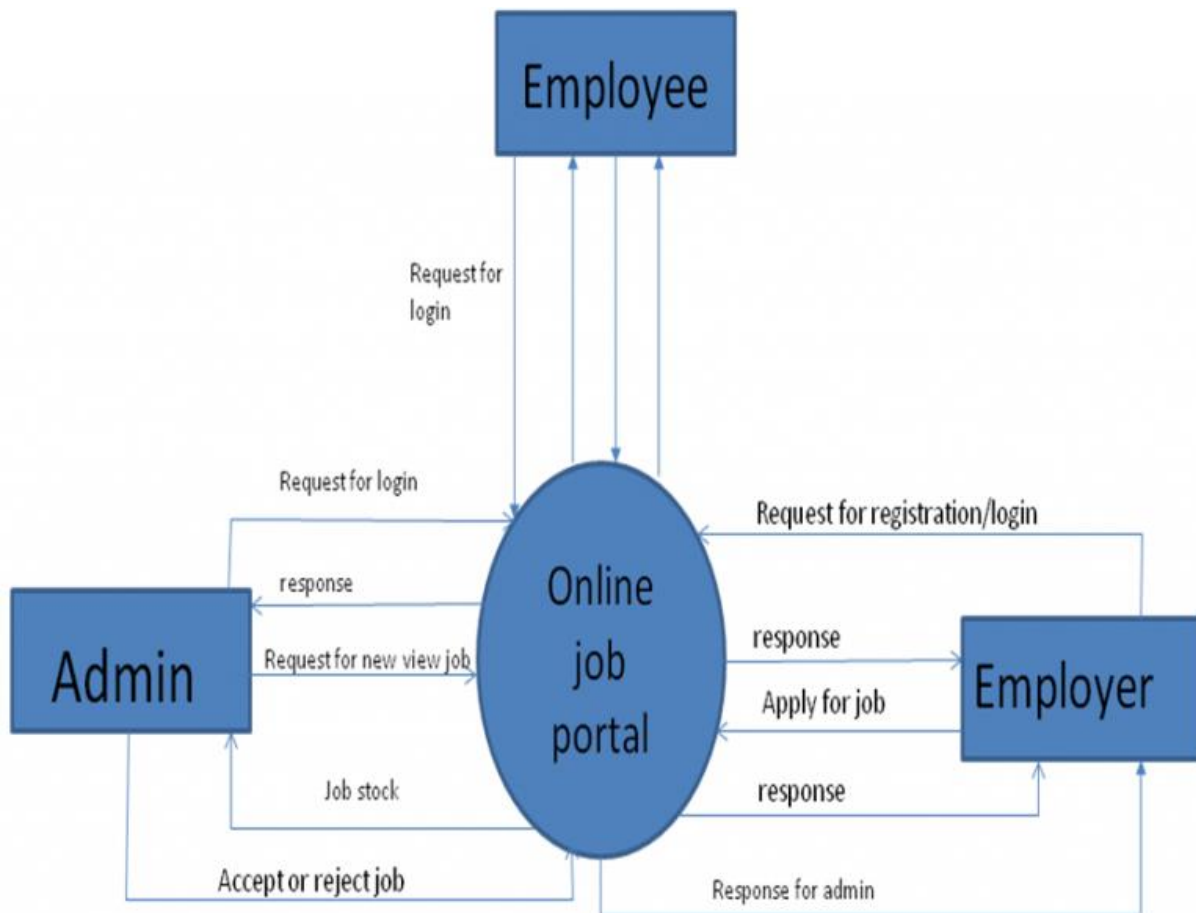 Employee
Request for
login
Request for login
Request for registration/login
response
Online
job
portal
response
Admin
Request for new view job
Employer
Apply for job
Job stock
response
Accept or reject job
Response for admin